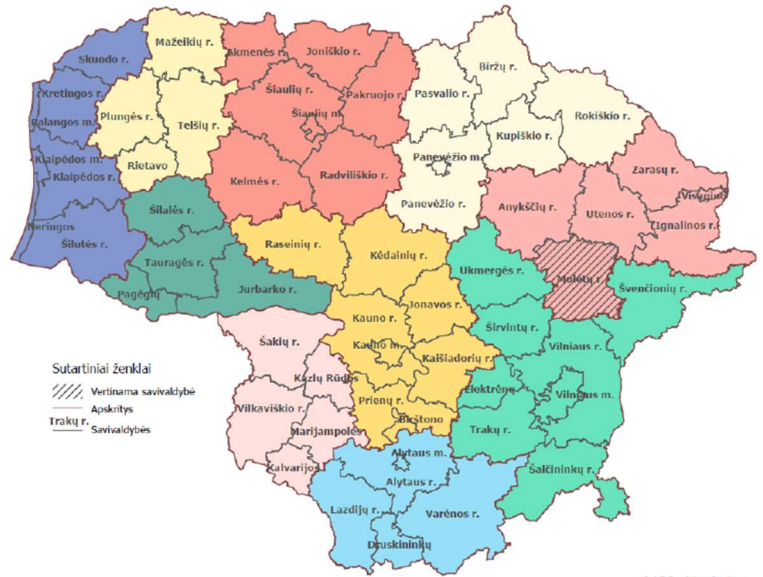 Mažeikių r.
Skuodo r.
Akmenės r.
Joniškio r.
Biržų r.
Kretingos r.
Šiaulių r.
Pakruojo r.
Pasvalio r.
Rokiškio r.
Palangos m.
Plungės r.
Telšių r.
Šiaulių m.
Kupiškio r.
Klaipėdos m.
Rietavo
Panevėžio m.
Zarasų r.
Klaipėdos r.
Kelmės r.
Radviliškio r.
Visagino
Panevėžio r.
Anykščių r.
Utenos r.
Ignalinos r.
Neringos
Šilalės r.
Šilutės r.
Raseinių r.
Kėdainių r.
Tauragės r.
Ukmergės r.
Molėtų r.
Švenčionių r.
Pagėgių
Jurbarko r.
Jonavos r.
Kauno r.
Širvintų r.
Šakių r.
Kauno m.
Vilniaus r.
Kaišiadorių r.
Sutartiniai ženklai
Kazlų Rūdos
Elektrėnų
Vertinama savivaldybė
Vilniaus m.
Prienų r.
Apskritys
Vilkaviškio r.
Birštono
Trakų r.
Savivaldybės
Marijampolės
Trakų r.
Alytaus m.
Kalvarijos
Šalčininkų r.
Alytaus r.
Lazdijų r.
Varėnos r.
Druskininkų